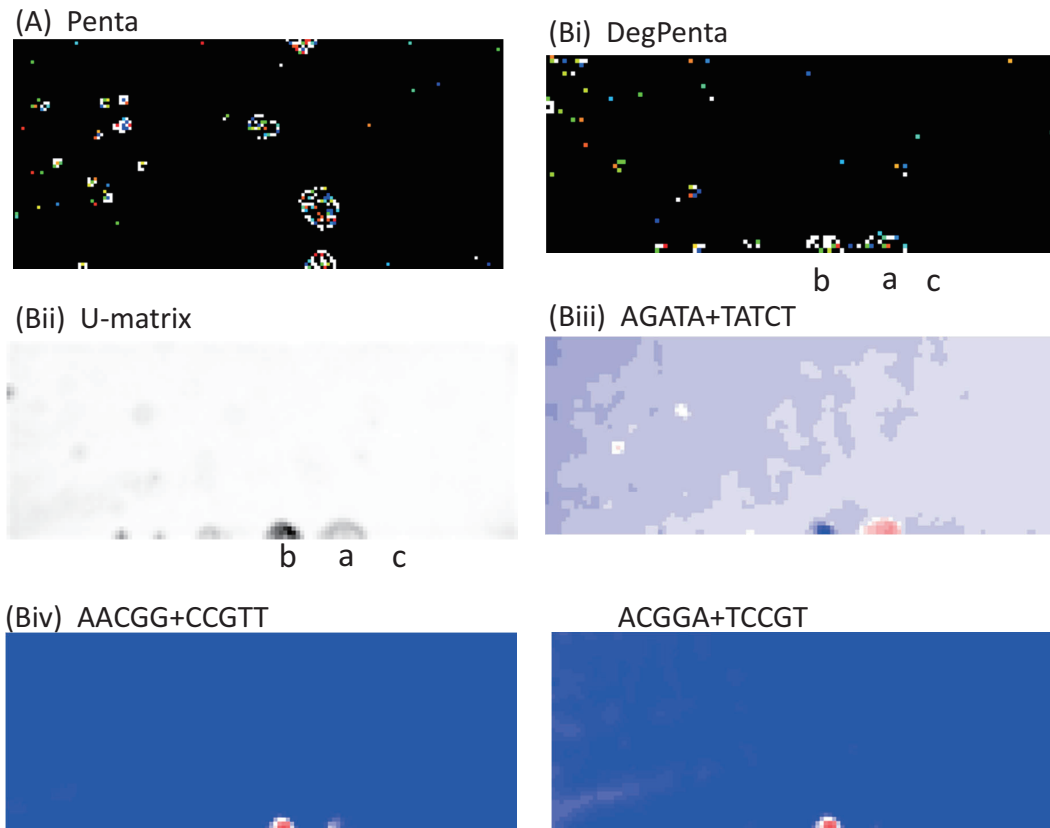 (A) Penta
(Bi) DegPenta
b a c
(Bii) U-matrix
(Biii) AGATA+TATCT
b a c
(Biv) AACGG+CCGTT
ACGGA+TCCGT